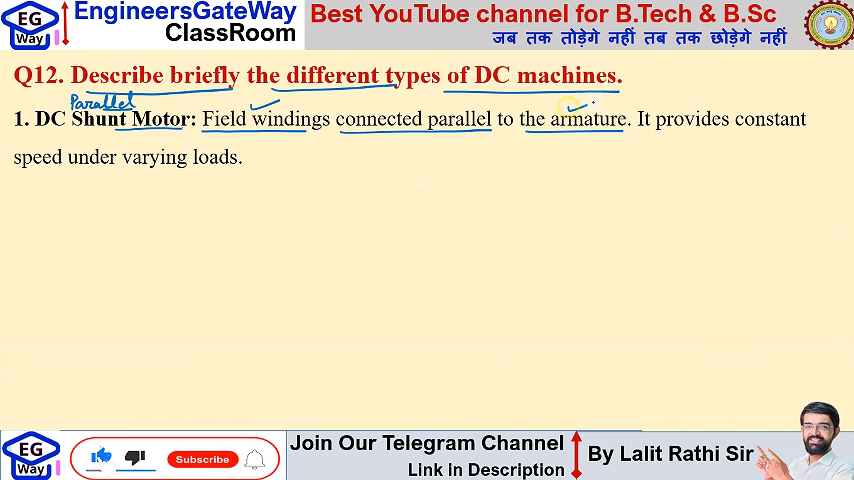 EG
Way
EngineersGateWay
ClassRoom
Best YouTube channel for B.Tech & B.Sc
जब तक तोड़ेगे नहीं तब तक छोड़ेगे नहीं
Q12. Describe briefly the different types of DC machines.
Parallel
1. DC Shunt Motor: Field windings connected parallel to the armature. It provides constant
speed under varying loads.
EG
Way
Subscribe
Join Our Telegram Channel
Link in Description
By Lalit Rathi Sir